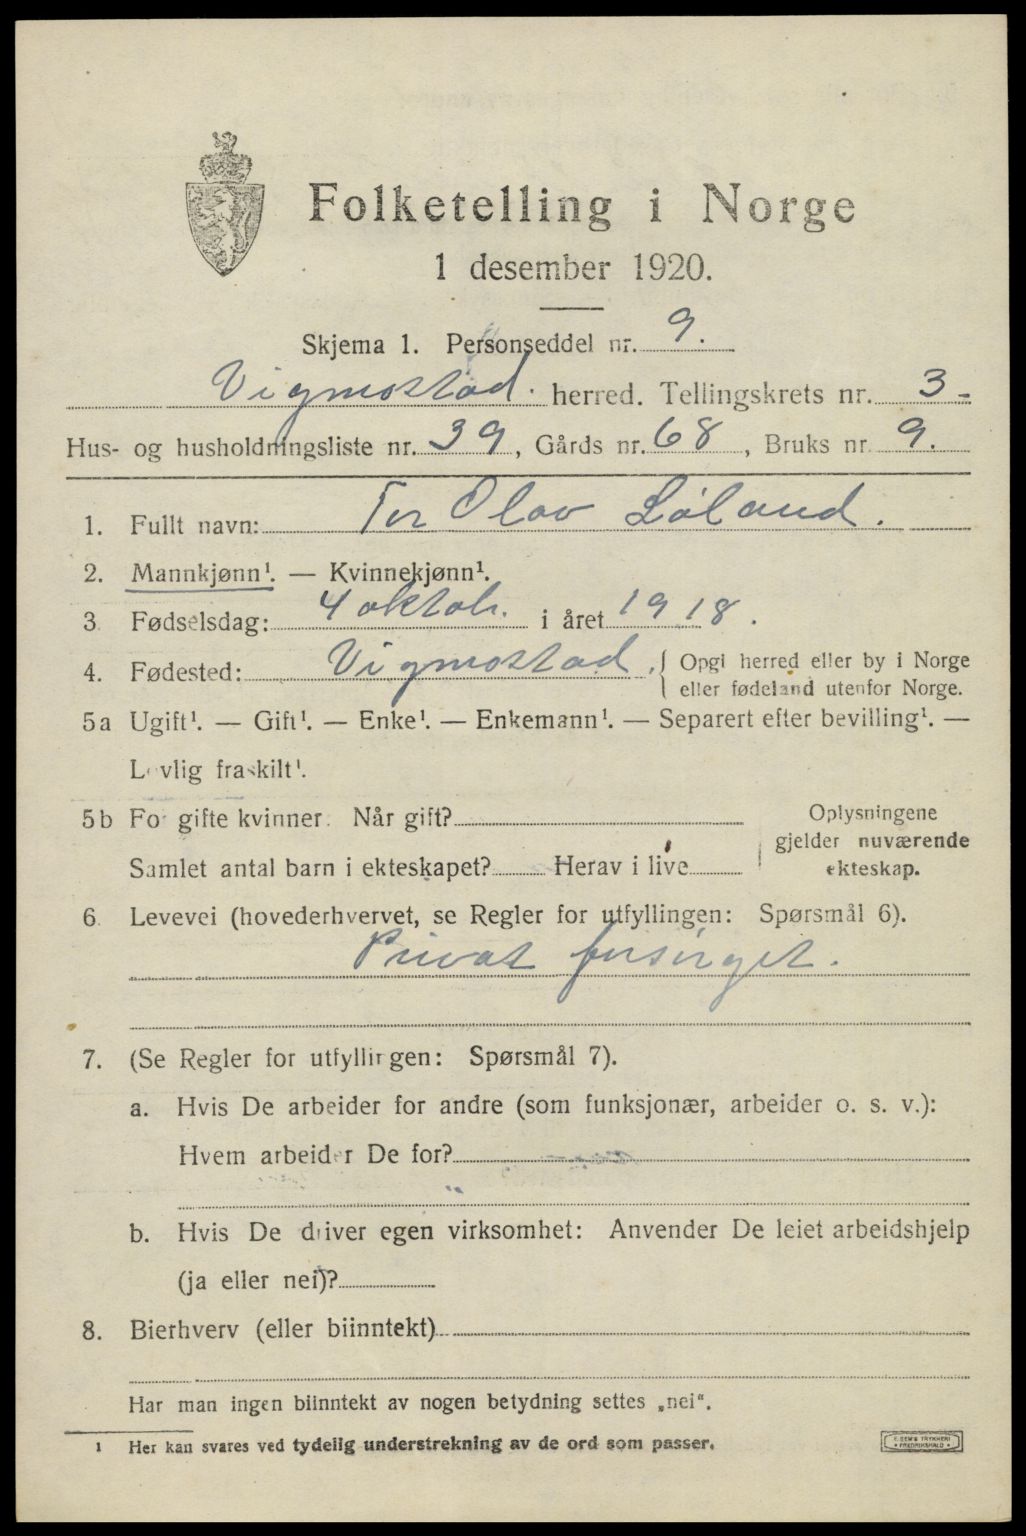 Folketelling i Norge
1 desember 1920.
Skjema 1. Personseddel nr. 9.
Vigmostad. herred. Tellingskrets nr. 3-
Hus- og husholdningsliste nr. 39, Gårds nr. 68, Bruks nr. 9.
1. Fullt navn: Tor Olav Löland.
2. Mannkjønn¹. — Kvinnekjønn¹.
3. Fødselsdag: 4 oktob. i året 1918.
4. Fødested: Vigmostad. { Opgi herred eller by i Norge
eller fødeland utenfor Norge.
5a Ugift¹. — Gift¹. — Enke¹. — Enkemann¹. — Separert efter bevilling¹. —
Lovlig fraskilt¹.
5b For gifte kvinner: Når gift?
Samlet antal barn i ekteskapet? Herav i live
Oplysningene
gjelder nuværende
ekteskap.
6. Levevei (hovederhvervet, se Regler for utfyllingen: Spørsmål 6).
Privat forsörget.
7. (Se Regler for utfyllingen: Spørsmål 7).
a. Hvis De arbeider for andre (som funksjonær, arbeider o. s. v.):
Hvem arbeider De for?
b. Hvis De driver egen virksomhet: Anvender De leiet arbeidshjelp
(ja eller nei)?
8. Bierhverv (eller biinntekt)
Har man ingen biinntekt av nogen betydning settes „nei“.
1 Her kan svares ved tydelig understrekning av de ord som passer.
E. SEM'S TRYKKERI
• FREDRIKSHALD •